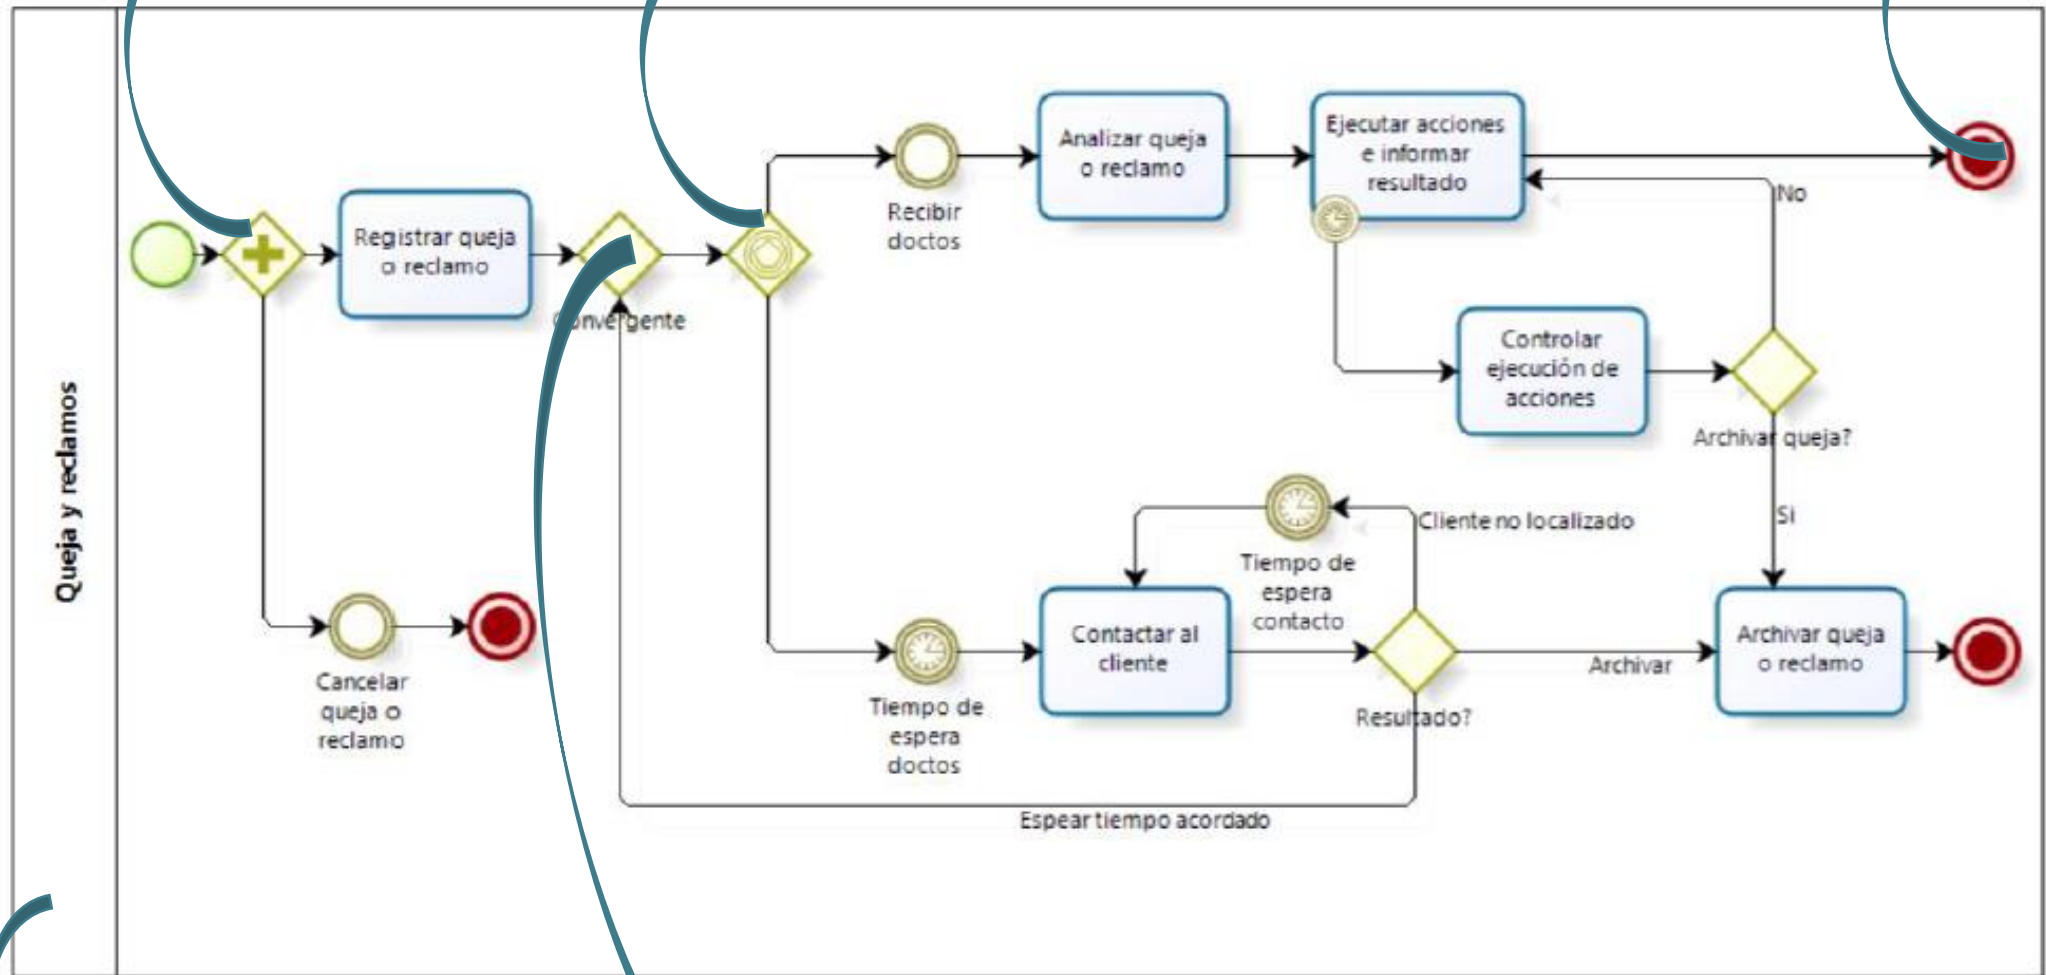 Queja y reclamos
Registrar queja
o reclamo
Convergente
Cancelar
queja o
reclamo
Recibir
doctos
Analizar queja
o reclamo
Ejecutar acciones
e informar
resultado
No
Controlar
ejecución de
acciones
Archivar queja?
Si
Tiempo de
espera
doctos
Contactar al
cliente
Tiempo de
espera
contacto
Cliente no localizado
Resultado?
Archivar
Archivar queja
o reclamo
Espear tiempo acordado